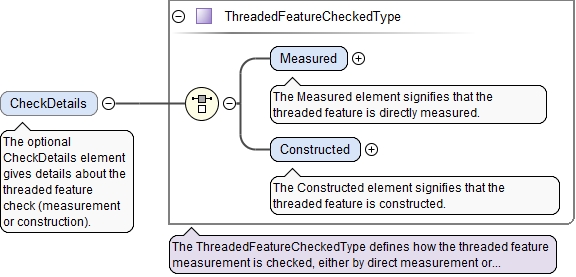 ThreadedFeatureCheckedType
Measured
The Measured element signifies that the
threaded feature is directly measured.
CheckDetails
The optional
CheckDetails element
gives details about the
threaded feature
check (measurement
or construction).
Constructed
The Constructed element signifies that the
threaded feature is constructed.
The ThreadedFeatureCheckedType defines how the threaded feature
measurement is checked, either by direct measurement or...